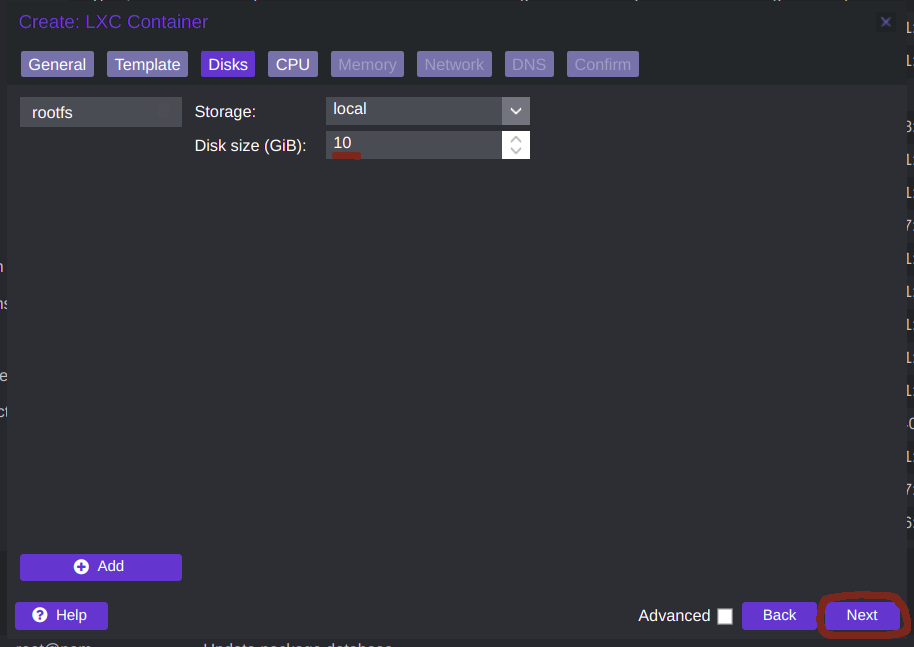 Create: LXC Container
General Template Disks CPU Memory Network DNS Confirm
rootfs
Storage: local
Disk size (GiB): 10
Add
Help
Advanced Back Next